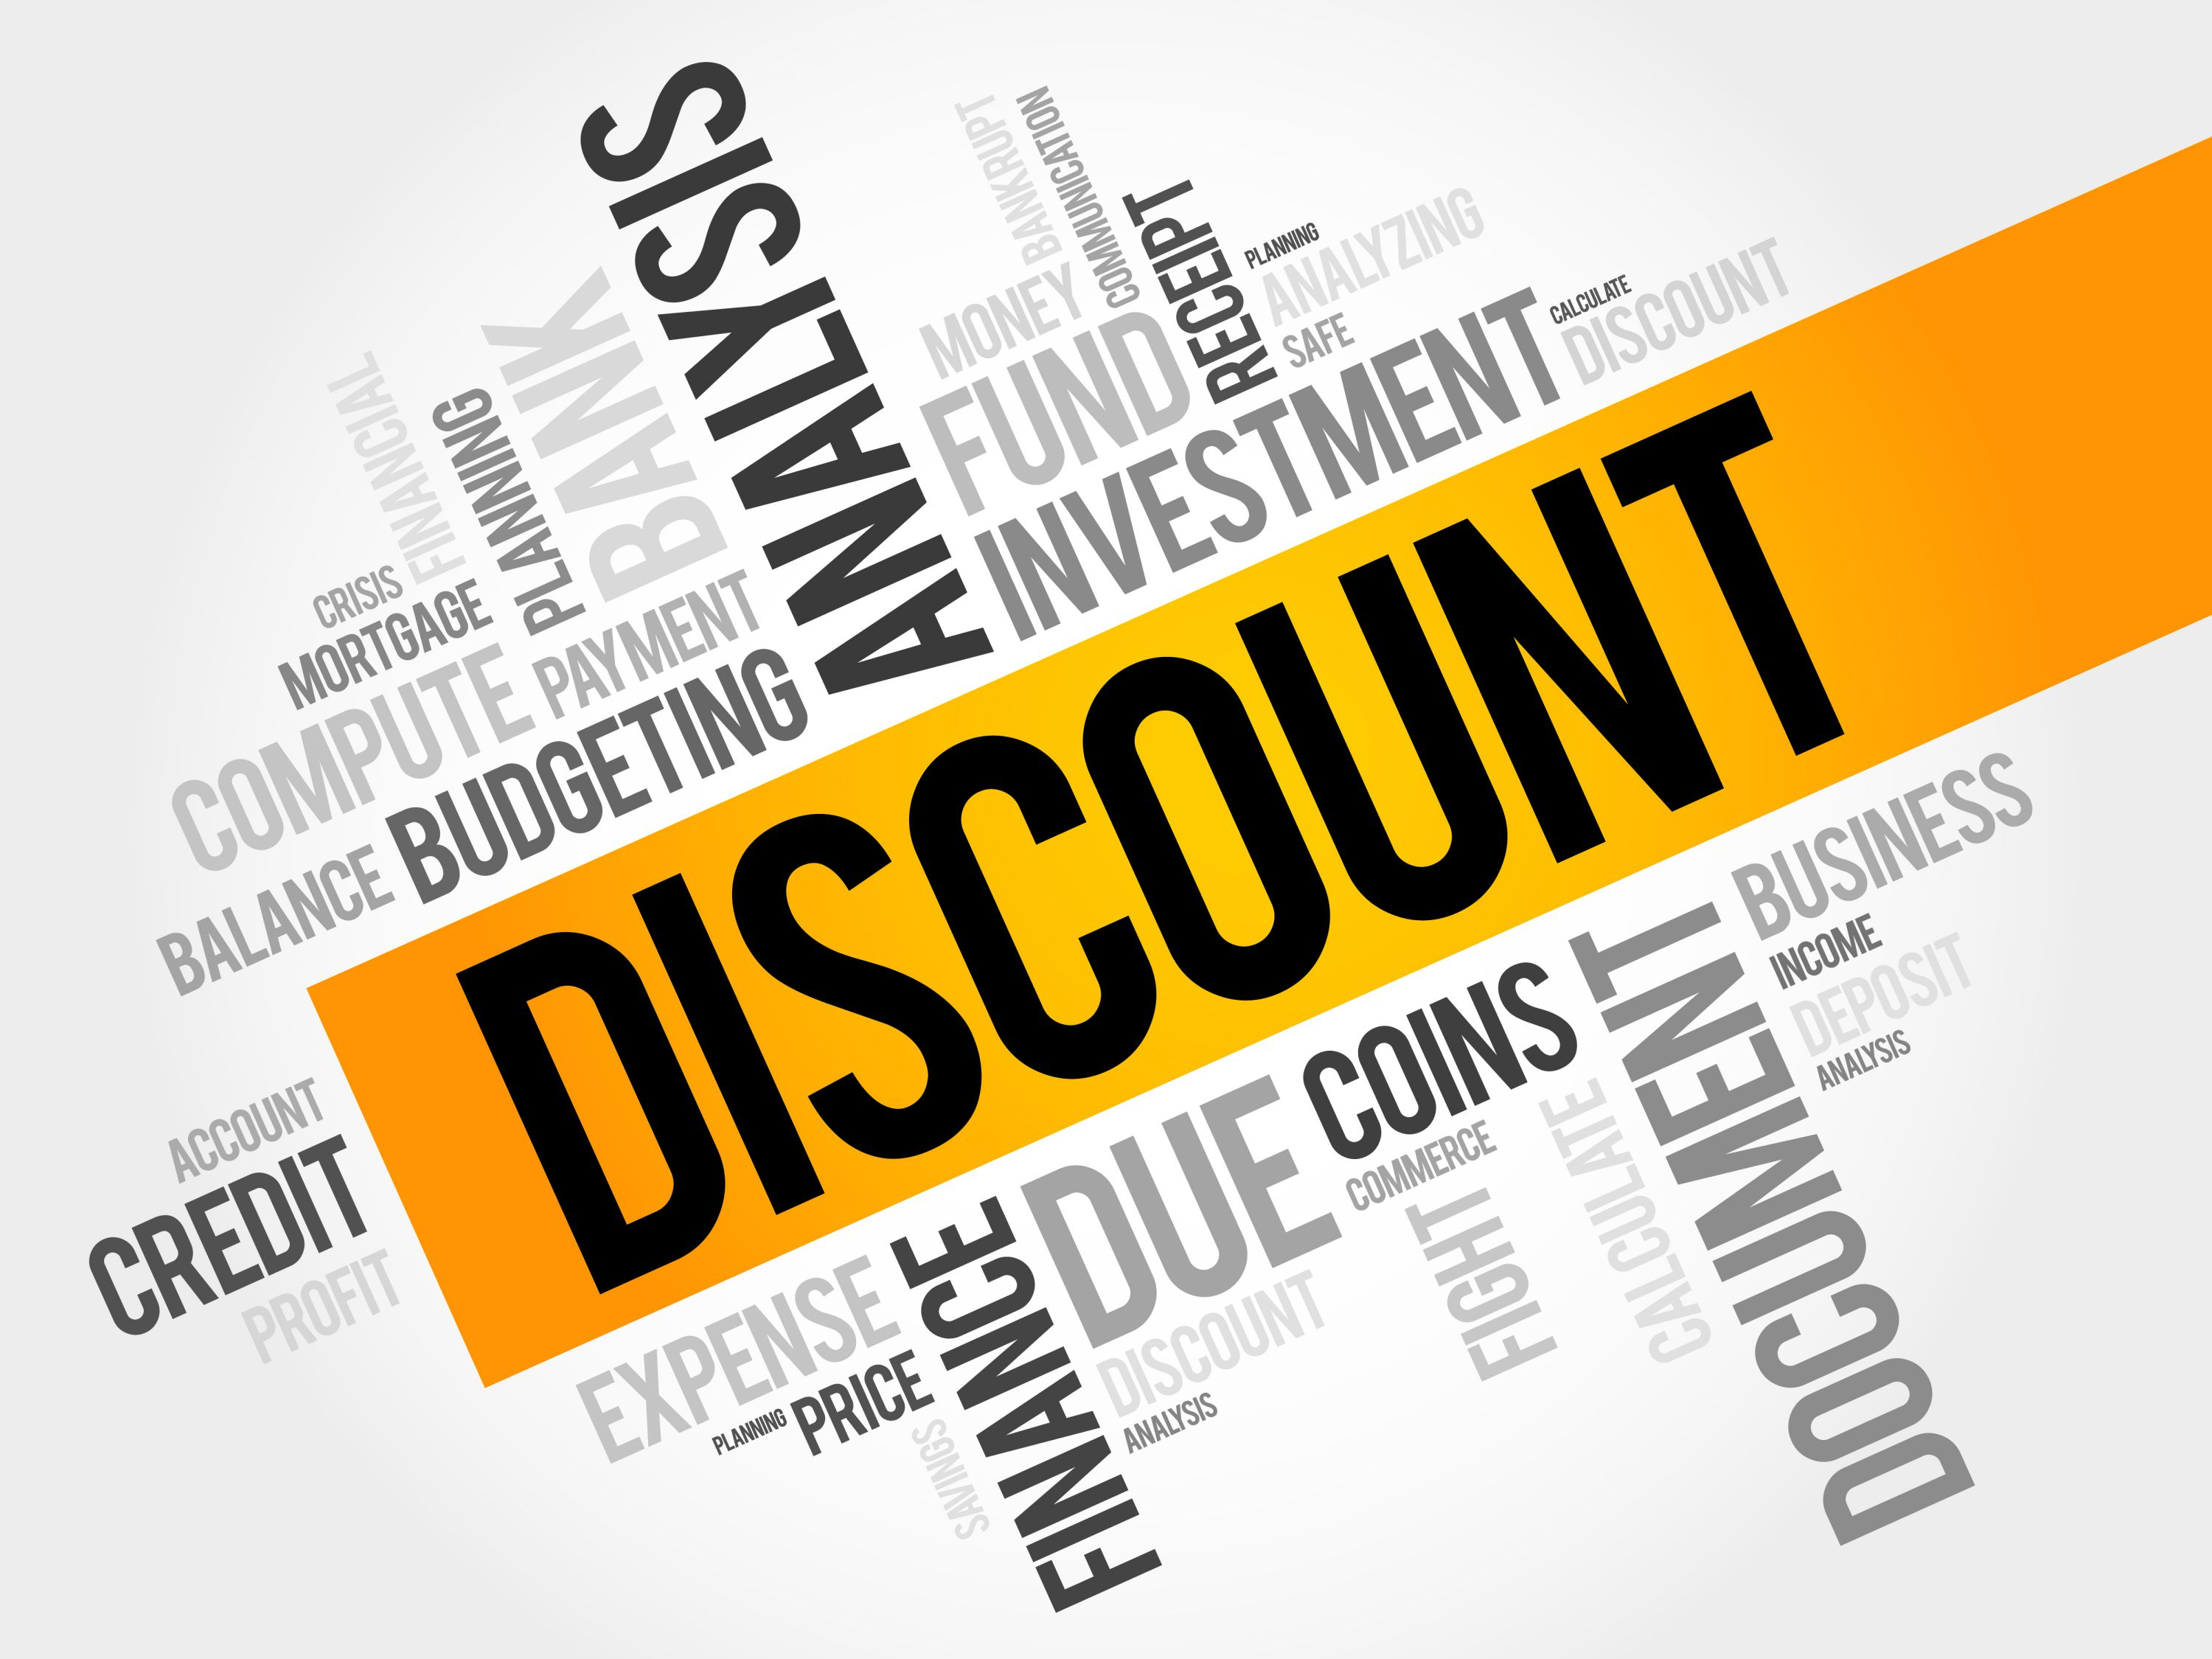 FINANCIAL
PLANNING
BANK
ANALYSIS
CRISIS
MORTGAGE
COMPUTE
PAYMENT
BALANCE
BUDGETING
BANKRUPT
COMMUNICATION
MONEY
FUND
RECEIPT
PLANNING
ANALYZING
SAFE
INVESTMENT
CALCULATE
DISCOUNT
DISCOUNT
ACCOUNT
CREDIT
PROFIT
EXPENSE
PLANNING
PRICE
SAVINGS
FINANCE
DUE
DISCOUNT
ANALYSIS
COINS
COMMERCE
FIGHT
CALCULATE
DOCUMENT
BUSINESS
INCOME
DEPOSIT
ANALYSIS